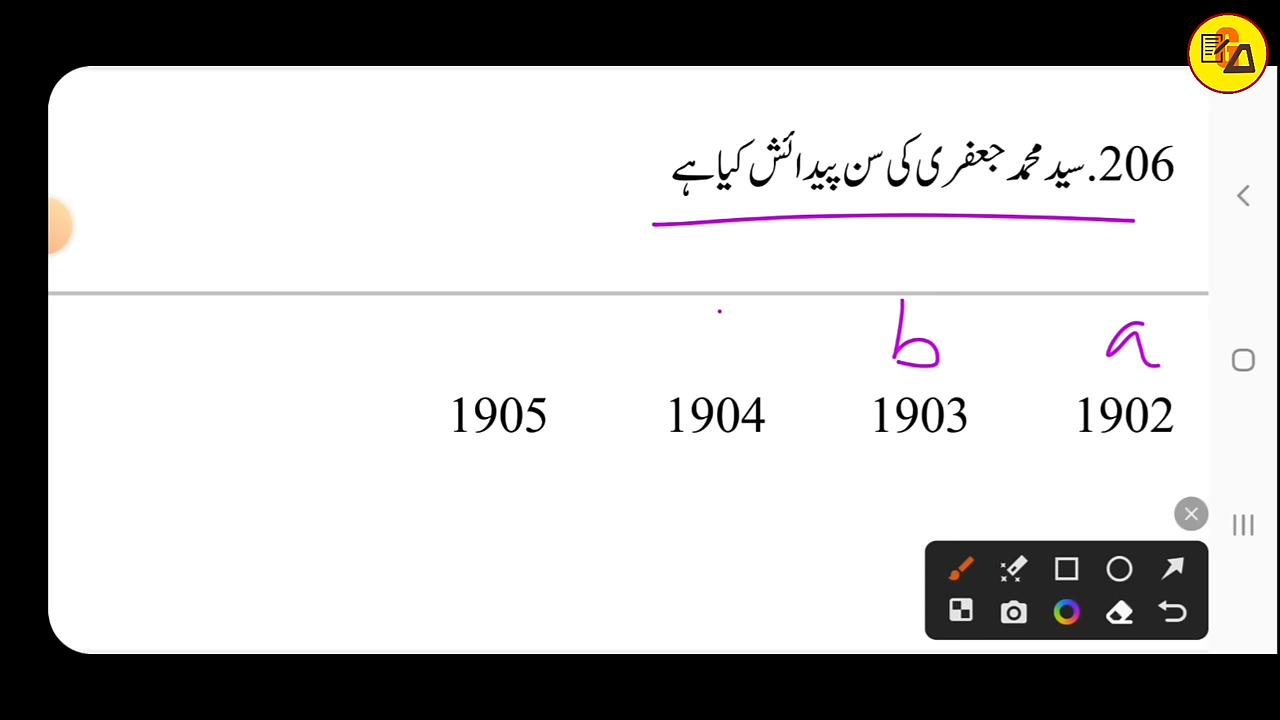 206.سید محمد جعفری کی سن پیدائش کیا ہے
a b
1902 1903 1904 1905